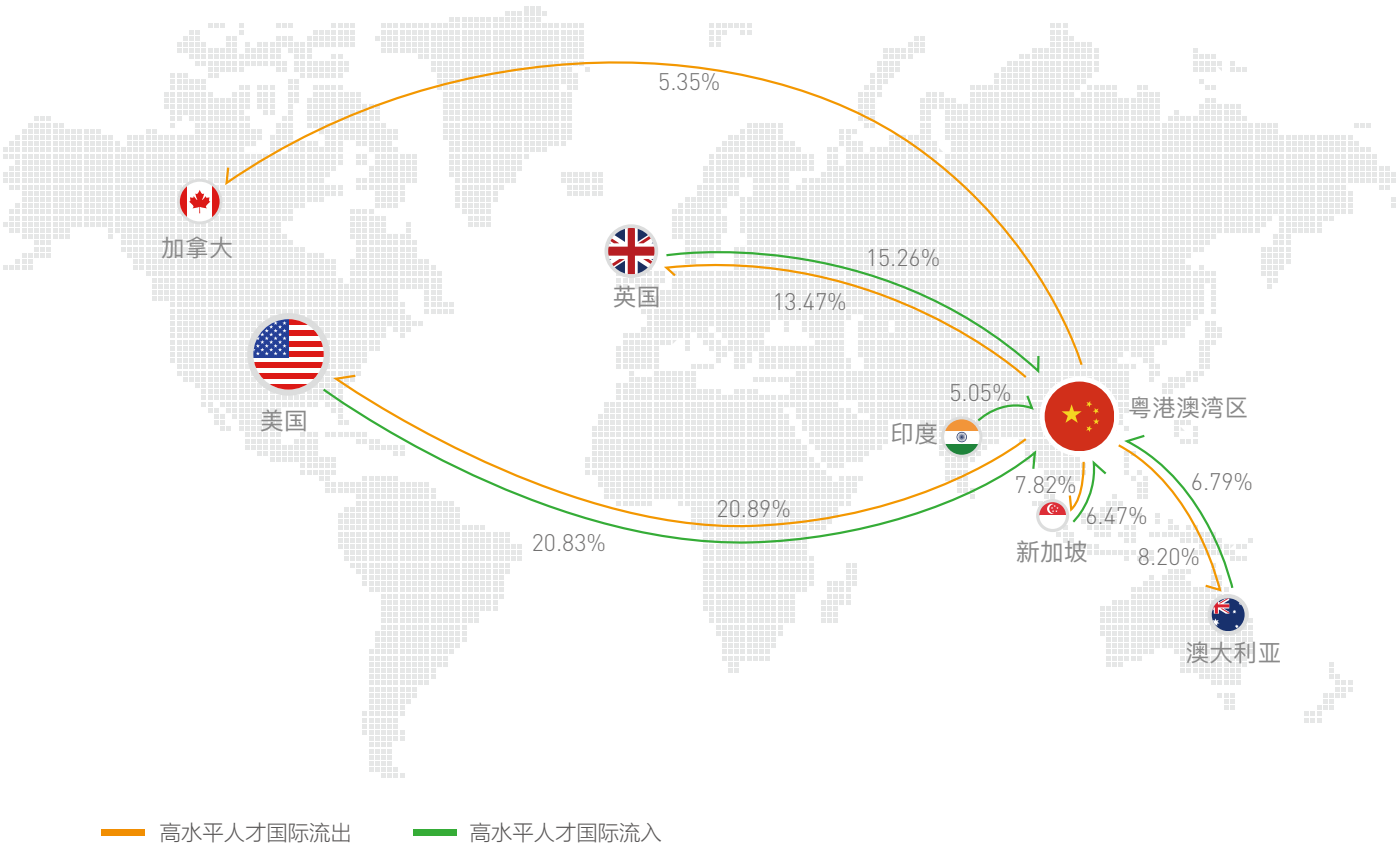 5.35%
加拿大
15.26%
英国
13.47%
5.05%
粤港澳湾区
美国
印度
7.82%
6.79%
20.89%
6.47%
20.83%
新加坡
8.20%
澳大利亚
高水平人才国际流出
高水平人才国际流入